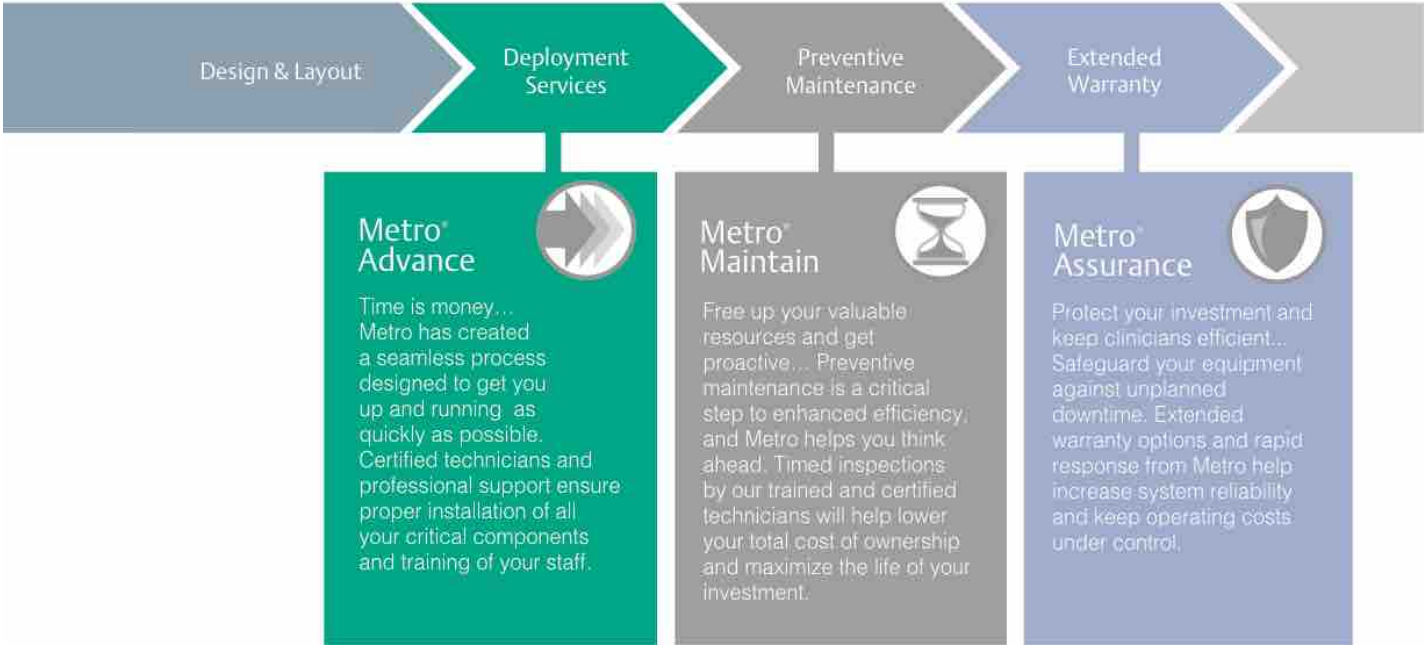 Design & Layout
Deployment
Services
Preventive
Maintenance
Extended
Warranty
Metro®
Advance
Time is money...
Metro has created
a seamless process
designed to get you
up and running as
quickly as possible.
Certified technicians and
professional support ensure
proper installation of all
your critical components
and training of your staff.
Metro®
Maintain
Free up your valuable
resources and get
proactive... Preventive
maintenance is a critical
step to enhanced efficiency,
and Metro helps you think
ahead. Timed inspections
by our trained and certified
technicians will help lower
your total cost of ownership
and maximize the life of your
investment.
Metro®
Assurance
Protect your investment and
keep clinicians efficient...
Safeguard your equipment
against unplanned
downtime. Extended
warranty options and rapid
response from Metro help
increase system reliability
and keep operating costs
under control.